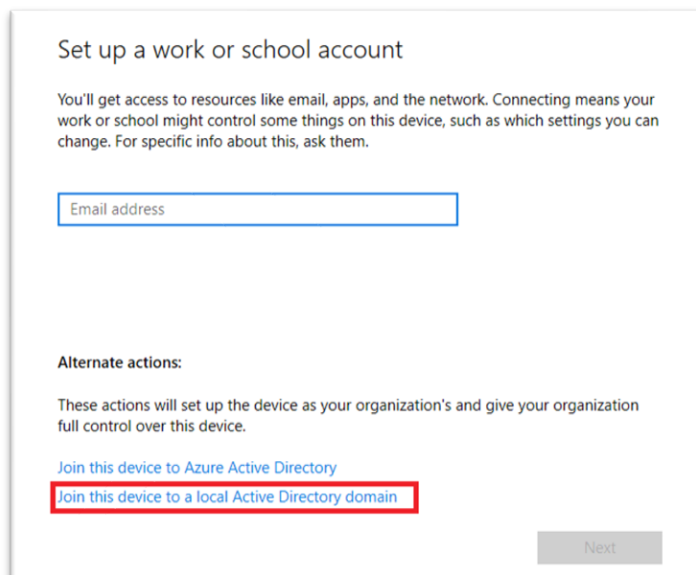 Set up a work or school account
You'll get access to resources like email, apps, and the network. Connecting means your
work or school might control some things on this device, such as which settings you can
change. For specific info about this, ask them.
Email address
Alternate actions:
These actions will set up the device as your organization's and give your organization
full control over this device.
Join this device to Azure Active Directory
Join this device to a local Active Directory domain
Next